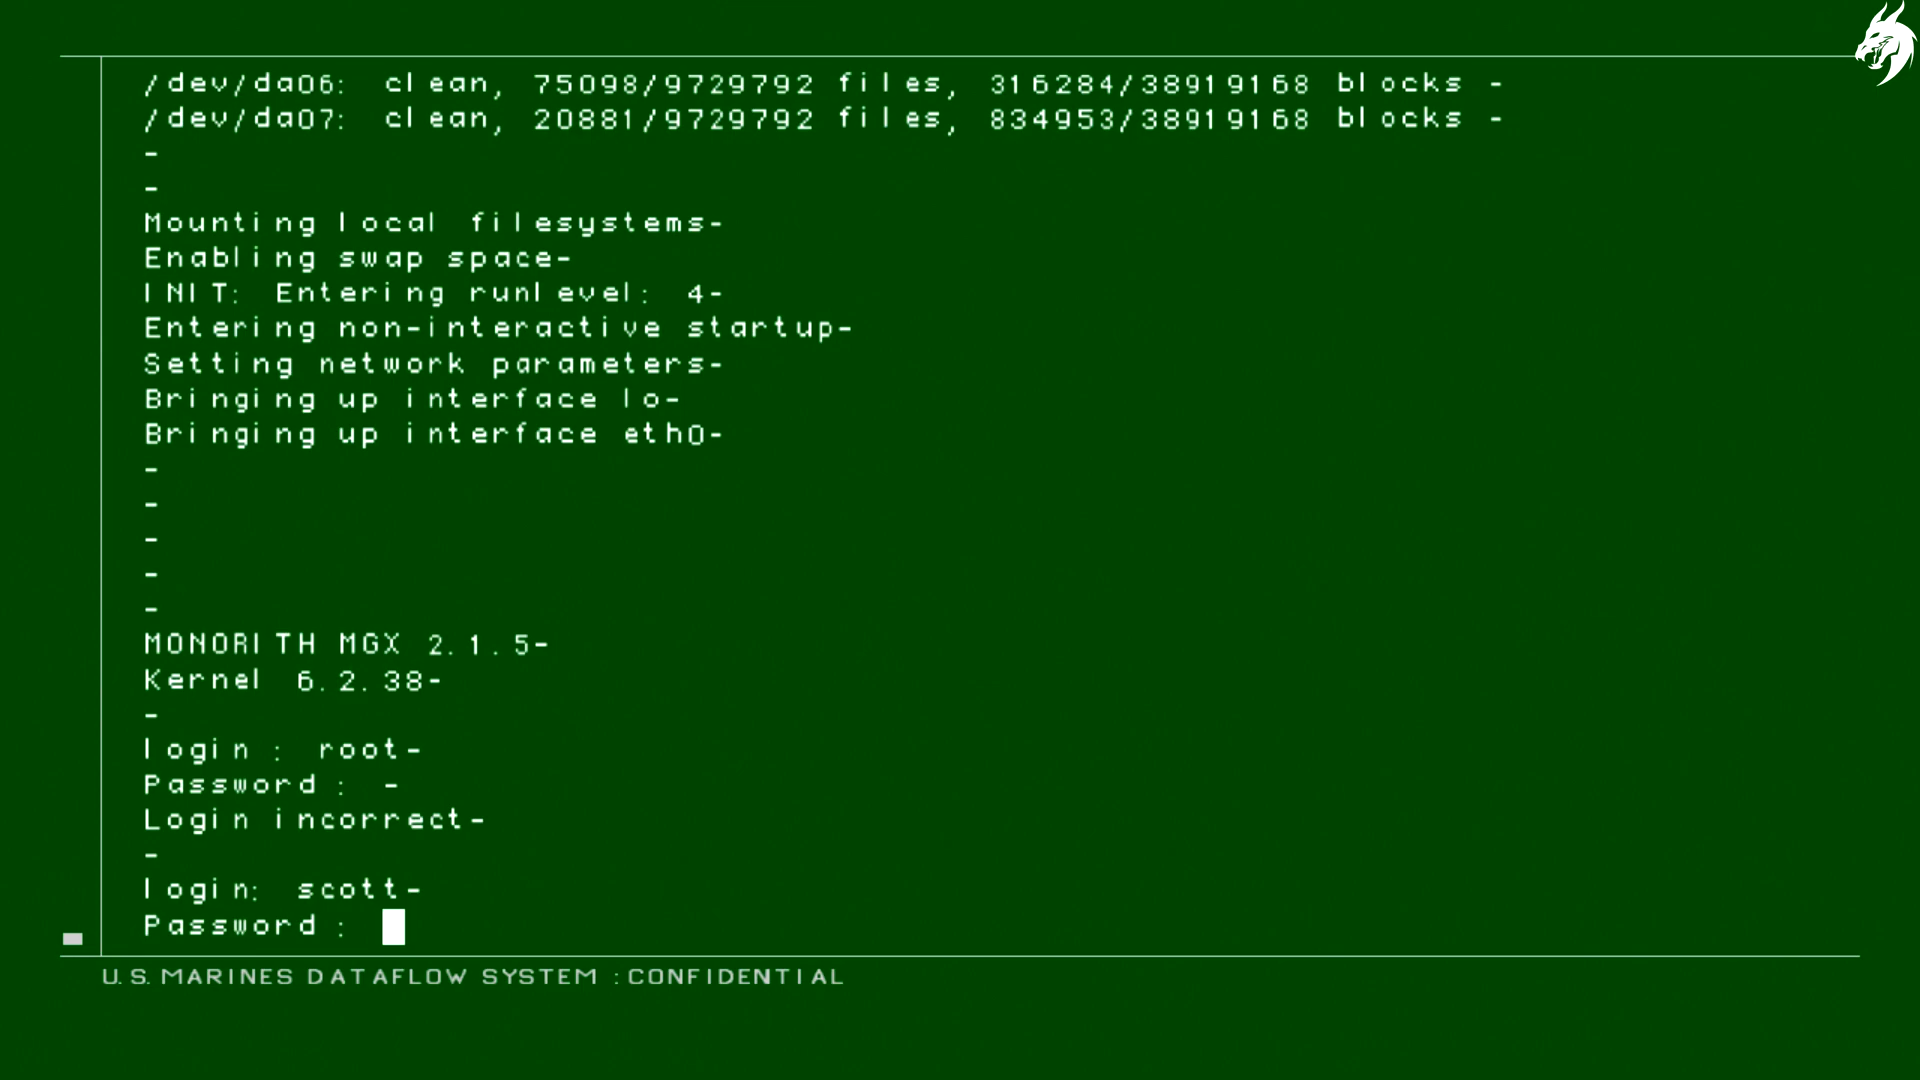 /dev/da06: clean, 75098/9729792 files, 316284/38919168 blocks -
/dev/da07: clean, 20881/9729792 files, 834953/38919168 blocks -
-
-
Mounting local filesystems-
Enabling swap space-
INIT: Entering runlevel: 4-
Entering non-interactive startup-
Setting network parameters-
Bringing up interface lo-
Bringing up interface eth0-
-
-
-
-
-
MONORITH MGX 2.1.5-
Kernel 6.2.38-
-
login : root-
Password : -
Login incorrect-
-
login: scott-
Password :
U.S.MARINES DATAFLOW SYSTEM :CONFIDENTIAL